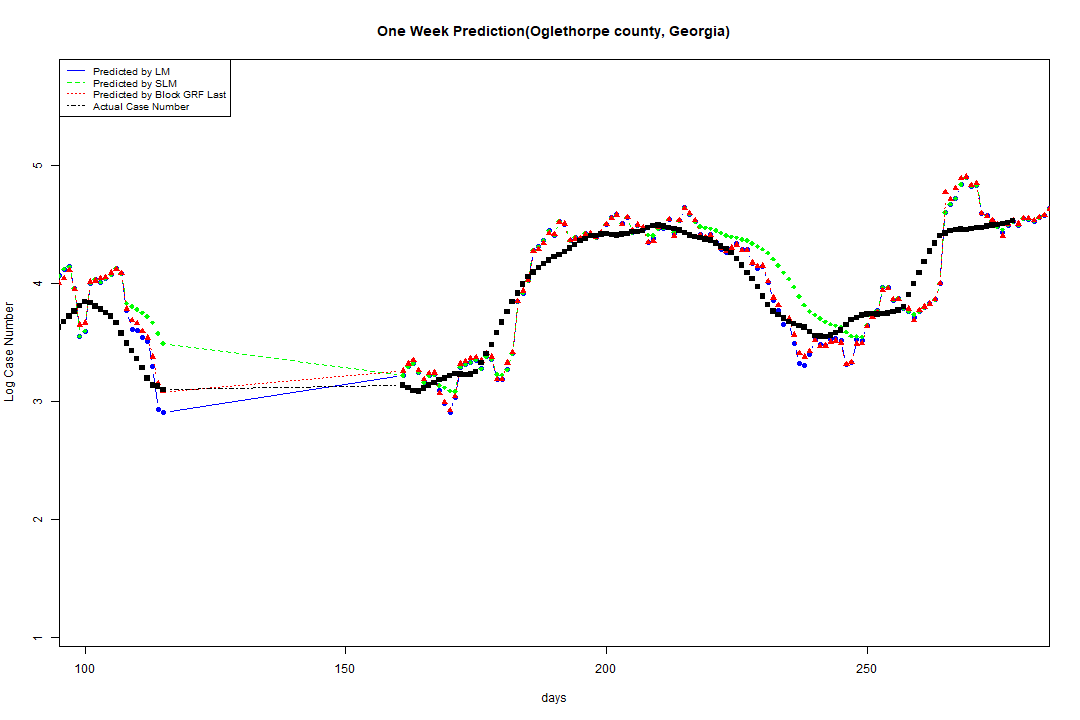 One Week Prediction(Oglethorpe county, Georgia)
Predicted by LM
Predicted by SLM
Predicted by Block GRF Last
Actual Case Number
5
4
3
2
1
Log Case Number
100 150 200 250
days